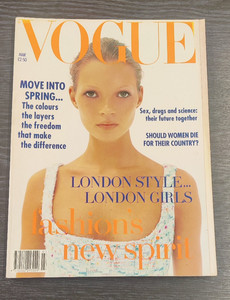 VOGUE
MAR
£2.50
MOVE INTO
SPRING...
The colours
the layers
the freedom
that make
the difference
Sex, drugs and science:
their future together
SHOULD WOMEN DIE
FOR THEIR COUNTRY?
LONDON STYLE...
LONDON GIRLS
fashion's
new spirit